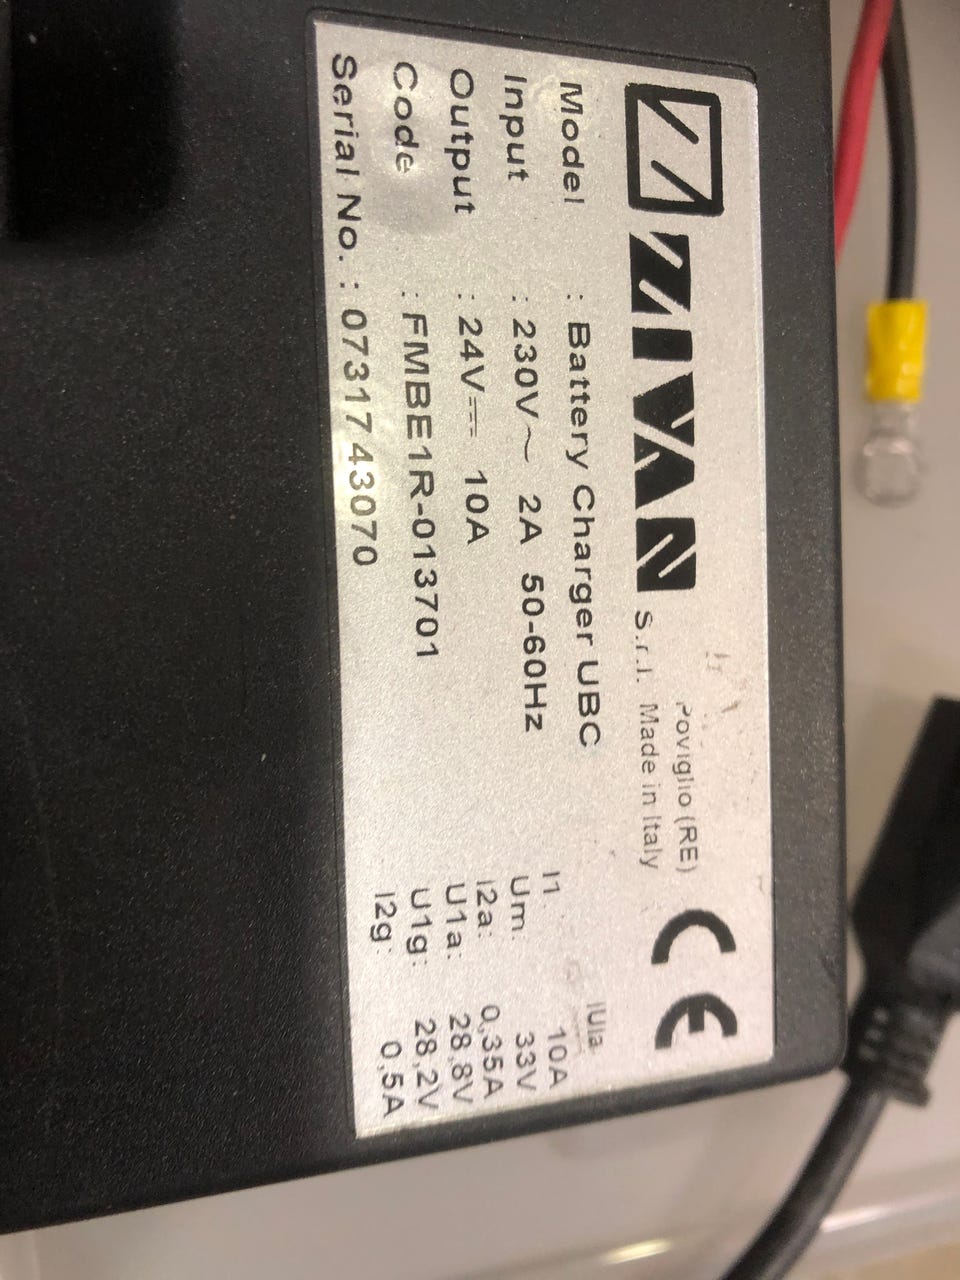 ZIVAN S.r.l. Made in Italy
Poviglio (RE)
CE
Model : Battery Charger UBC
Input : 230V~ 2A 50-60Hz
Output : 24V⎓ 10A
Code : FMBE1R-013701
Serial No. : 0731743070
IUIa
I1 10A
Um: 33V
I2a: 0,35A
U1a: 28,8V
U1g: 28,2V
I2g: 0,5A